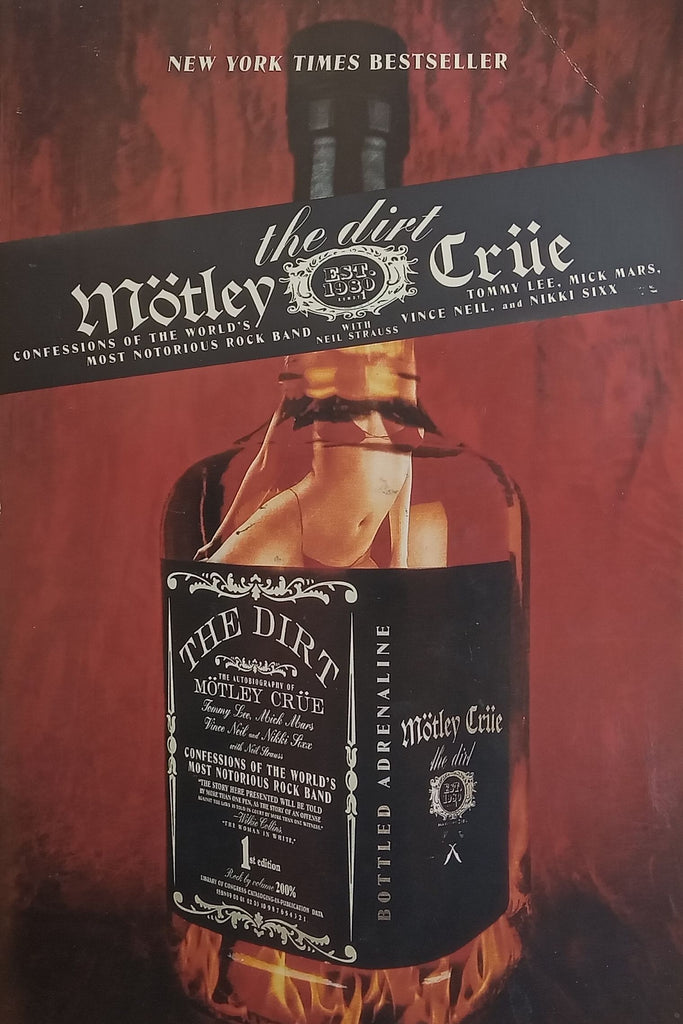 NEW YORK TIMES BESTSELLER
the dirt
Mötley Crüe
EST.
1980
CONFESSIONS OF THE WORLD'S
MOST NOTORIOUS ROCK BAND
WITH
NEIL STRAUSS
TOMMY LEE, MICK MARS,
VINCE NEIL, and NIKKI SIXX
THE DIRT
THE AUTOBIOGRAPHY OF
MÖTLEY CRÜE
Tommy Lee, Mick Mars
Vince Neil and Nikki Sixx
with Neil Strauss
CONFESSIONS OF THE WORLD'S
MOST NOTORIOUS ROCK BAND
"THE STORY HERE PRESENTED WILL BE TOLD
BY MORE THAN ONE PEN, AS THE STORY OF AN OFFENSE
AGAINST THE LAWS IS TOLD IN COURT BY MORE THAN ONE WITNESS."
—Wilkie Collins,
"THE WOMAN IN WHITE."
1st edition
Rock by volume 200%
LIBRARY OF CONGRESS CATALOGING-IN-PUBLICATION DATA
BOTTLED ADRENALINE
Mötley Crüe
the dirt
EST.
1980